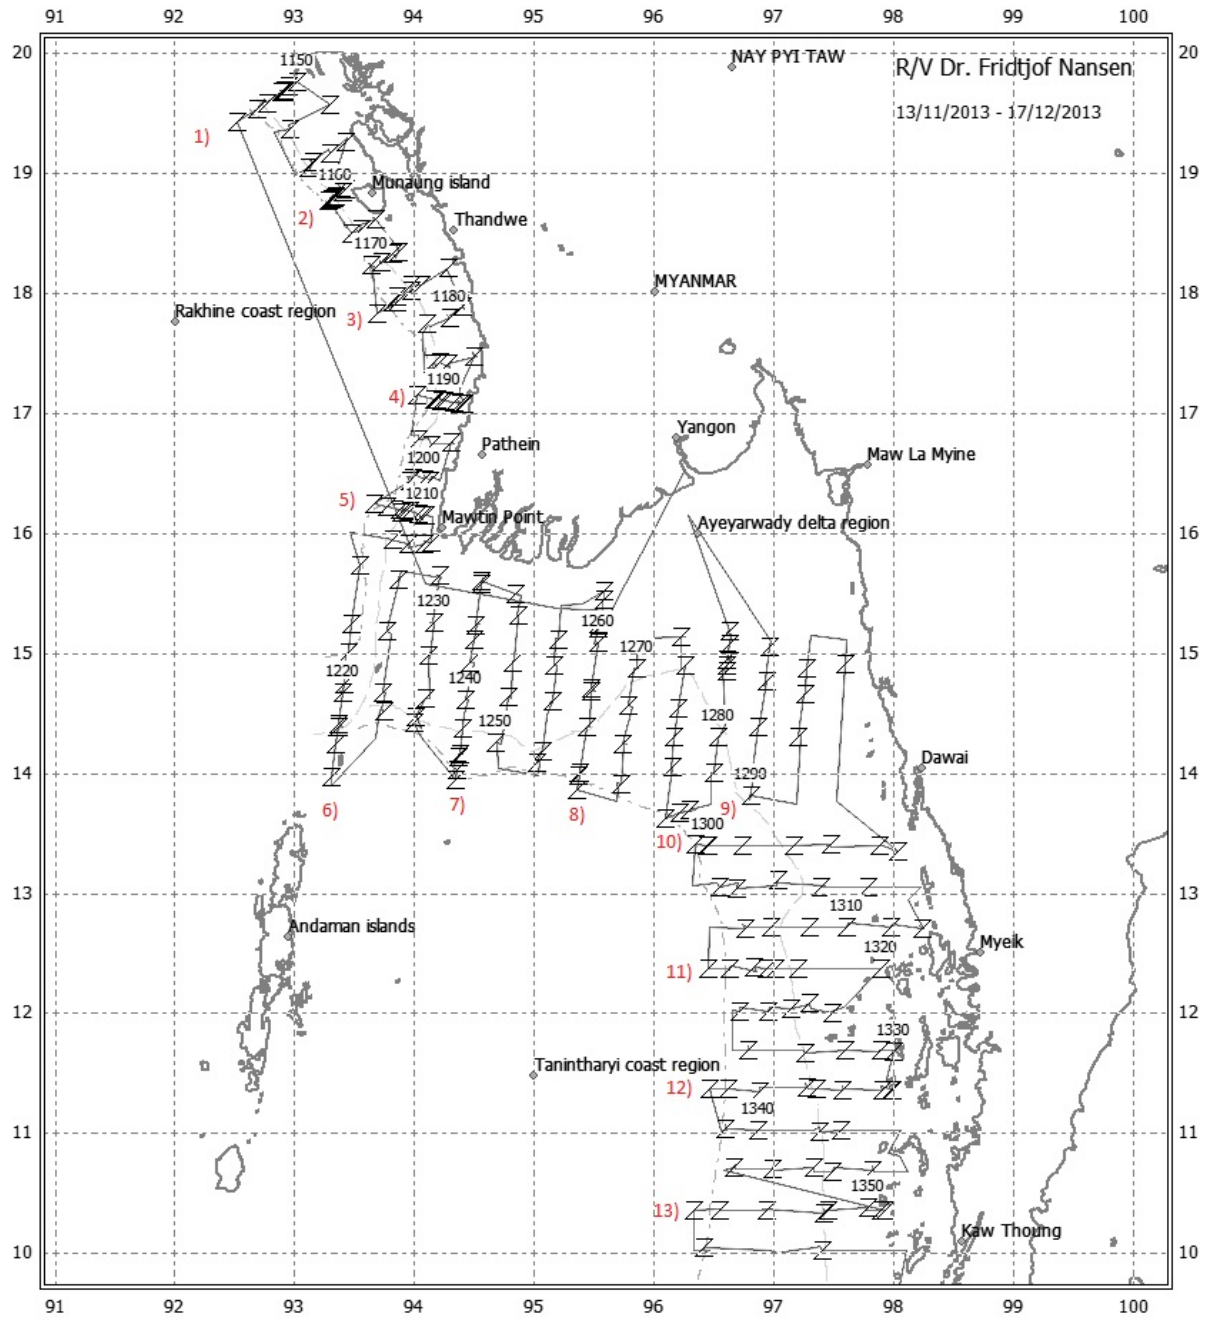 91 92 93 94 95 96 97 98 99 100
20 20
NAY PYI TAW
R/V Dr. Fridtjof Nansen
1150
13/11/2013 - 17/12/2013
1)
19 19
1160
Munaung island
2)
Thandwe
1170
MYANMAR
18 18
1180
Rakhine coast region
3)
1190
4)
17 17
Yangon
Pathein
Maw La Myine
1200
1210
5)
Mawtin Point
Ayeyarwady delta region
16 16
1230
1260
1270
15 15
1220
1240
1280
1250
Dawai
14 14
1290
6)
7)
8)
9)
1300
10)
13 13
1310
Andaman islands
1320
Myeik
11)
12 12
1330
Tanintharyi coast region
12)
1340
11 11
1350
13)
Kaw Thoung
10 10
91 92 93 94 95 96 97 98 99 100